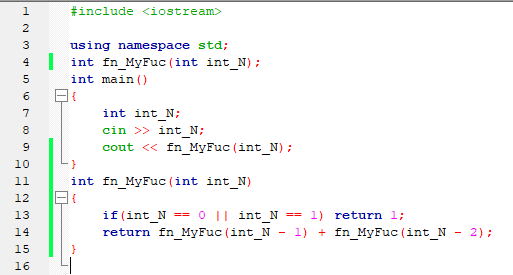 1 #include <iostream>
2
3 using namespace std;
4 int fn_MyFuc(int int_N);
5 int main()
6 {
7 int int_N;
8 cin >> int_N;
9 cout << fn_MyFuc(int_N);
10 }
11 int fn_MyFuc(int int_N)
12 {
13 if(int_N == 0 || int_N == 1) return 1;
14 return fn_MyFuc(int_N - 1) + fn_MyFuc(int_N - 2);
15 }
16